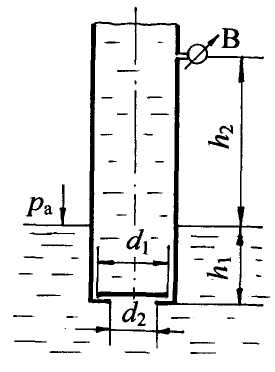 B
h₂
pₐ
d₁
h₁
d₂